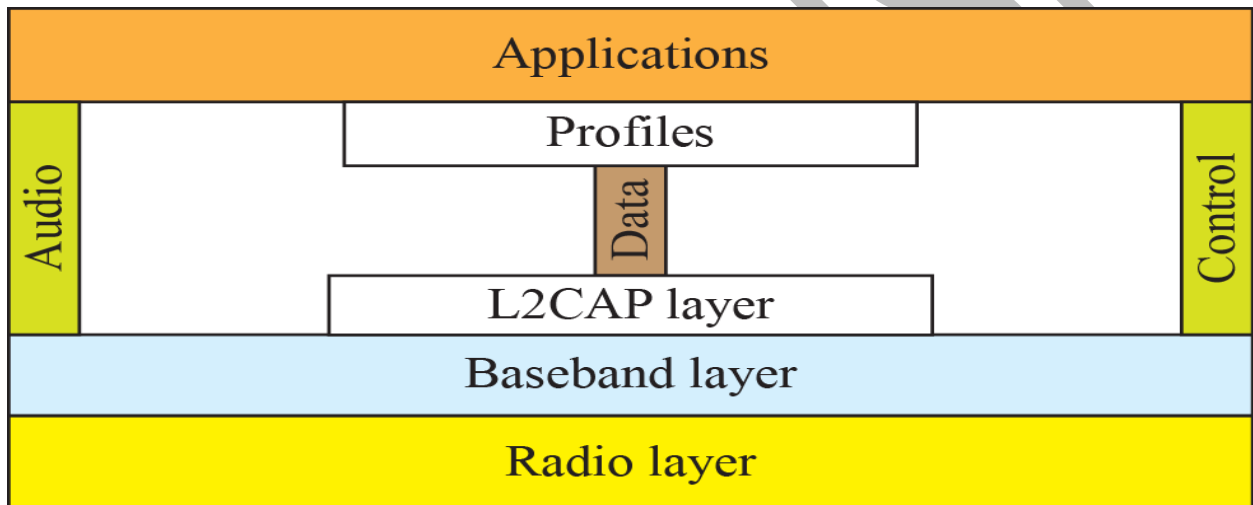 Applications
Profiles
Audio
Data
Control
L2CAP layer
Baseband layer
Radio layer